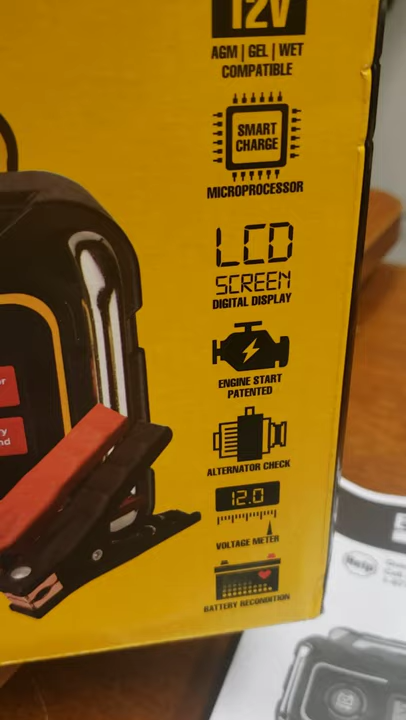 12V
AGM | GEL | WET
COMPATIBLE
SMART
CHARGE
MICROPROCESSOR
LCD
SCREEN
DIGITAL DISPLAY
ENGINE START
PATENTED
ALTERNATOR CHECK
12.0
VOLTAGE METER
BATTERY RECONDITION
Help